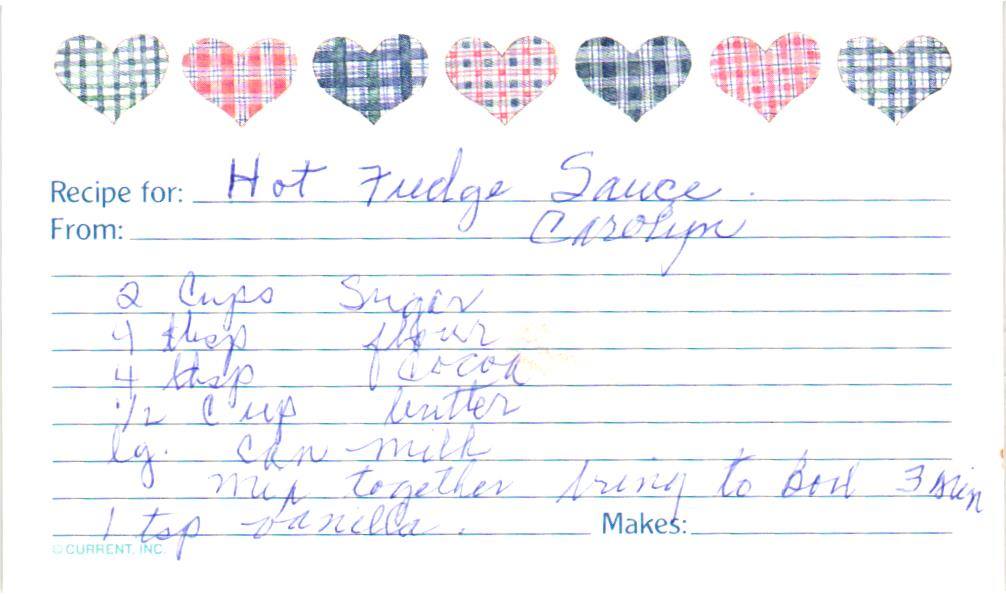 Recipe for: Hot Fudge Sauce.
From: Carolyn
2 Cups Sugar
4 tbsp flour
4 tbsp Cocoa
1/2 Cup butter
lg. can milk
mix together bring to Boil 3 min
1 tsp vanilla.
Makes:
© CURRENT, INC.